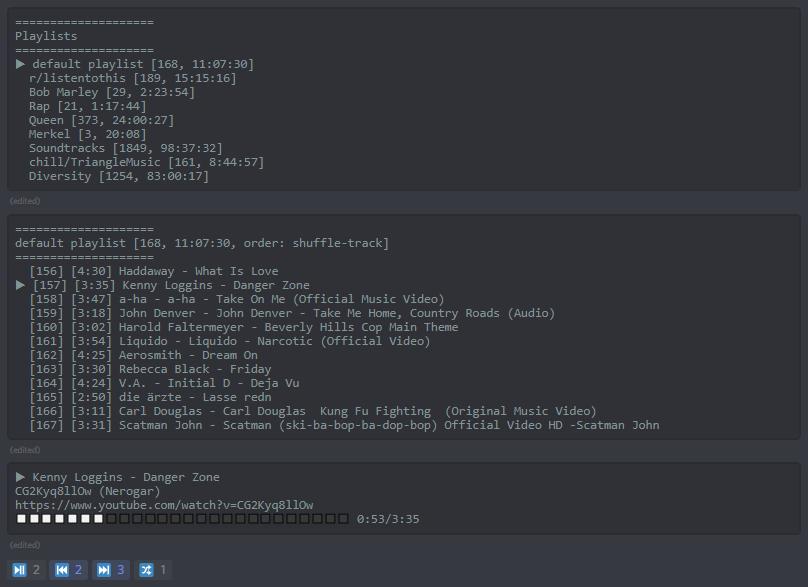 ====================
Playlists
====================
▶ default playlist [168, 11:07:30]
r/listentothis [189, 15:15:16]
Bob Marley [29, 2:23:54]
Rap [21, 1:17:44]
Queen [373, 24:00:27]
Merkel [3, 20:08]
Soundtracks [1849, 98:37:32]
chill/TriangleMusic [161, 8:44:57]
Diversity [1254, 83:00:17]
(edited)
====================
default playlist [168, 11:07:30, order: shuffle-track]
====================
[156] [4:30] Haddaway - What Is Love
▶ [157] [3:35] Kenny Loggins - Danger Zone
[158] [3:47] a-ha - a-ha - Take On Me (Official Music Video)
[159] [3:18] John Denver - John Denver - Take Me Home, Country Roads (Audio)
[160] [3:02] Harold Faltermeyer - Beverly Hills Cop Main Theme
[161] [3:54] Liquido - Liquido - Narcotic (Official Video)
[162] [4:25] Aerosmith - Dream On
[163] [3:30] Rebecca Black - Friday
[164] [4:24] V.A. - Initial D - Deja Vu
[165] [2:50] die ärzte - Lasse redn
[166] [3:11] Carl Douglas - Carl Douglas  Kung Fu Fighting  (Original Music Video)
[167] [3:31] Scatman John - Scatman (ski-ba-bop-ba-dop-bop) Official Video HD -Scatman John
(edited)
▶ Kenny Loggins - Danger Zone
CG2Kyq8llOw (Nerogar)
https://www.youtube.com/watch?v=CG2Kyq8llOw
0:53/3:35
(edited)
2 2 3 1